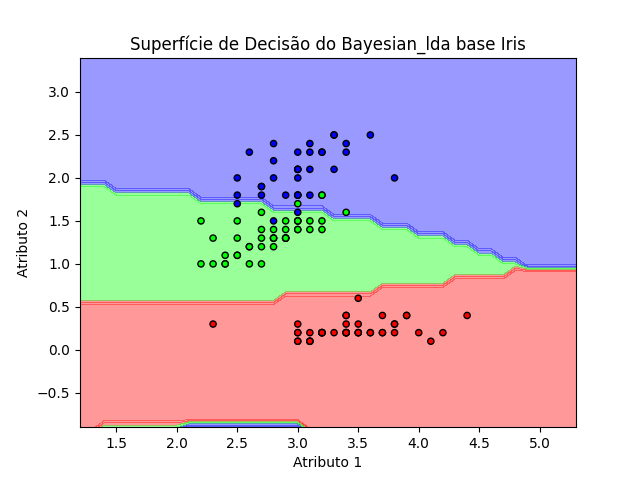 Superfície de Decisão do Bayesian_lda base Iris
3.0
2.5
2.0
1.5
1.0
0.5
0.0
−0.5
Atributo 2
1.5 2.0 2.5 3.0 3.5 4.0 4.5 5.0
Atributo 1